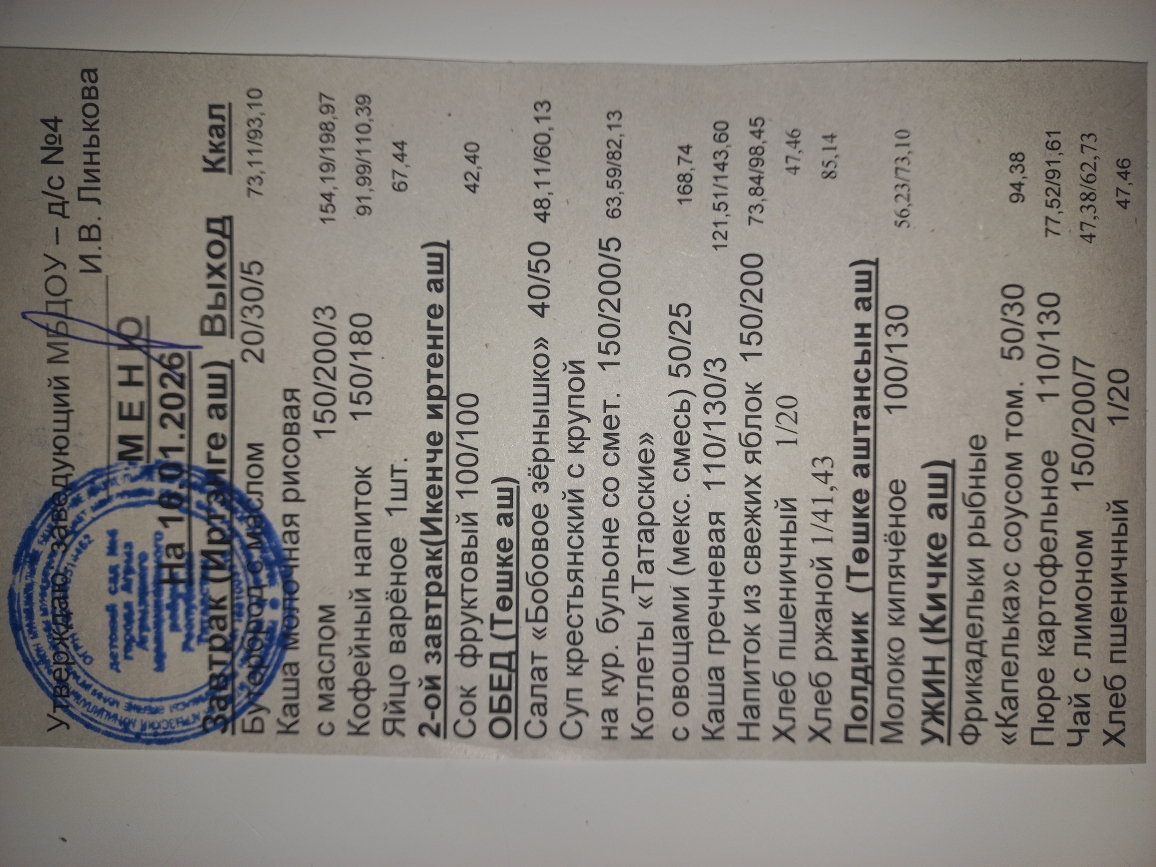 Утверждаю, заведующий МБДОУ – д/с №4
И.В. Линькова
МЕНЮ
На 16.01.2026
Завтрак (Иртэнге аш) Выход Ккал
Бутерброд с маслом 20/30/5 73,11/93,10
Каша молочная рисовая
с маслом 150/200/3 154,19/198,97
Кофейный напиток 150/180 91,99/110,39
Яйцо варёное 1шт. 67,44
2-ой завтрак(Икенче иртенге аш)
Сок фруктовый 100/100 42,40
ОБЕД (Төшке аш)
Салат «Бобовое зёрнышко» 40/50 48,11/60,13
Суп крестьянский с крупой
на кур. бульоне со смет. 150/200/5 63,59/82,13
Котлеты «Татарские»
с овощами (мекс. смесь) 50/25 168,74
Каша гречневая 110/130/3 121,51/143,60
Напиток из свежих яблок 150/200 73,84/98,45
Хлеб пшеничный 1/20 47,46
Хлеб ржаной 1/41,43 85,14
Полдник (Төшке аштансын аш)
Молоко кипячёное 100/130 56,23/73,10
УЖИН (Кичке аш)
Фрикадельки рыбные
«Капелька»с соусом том. 50/30 94,38
Пюре картофельное 110/130 77,52/91,61
Чай с лимоном 150/200/7 47,38/62,73
Хлеб пшеничный 1/20 47,46
детский сад №4
города Агрыз
Агрызского
муниципального